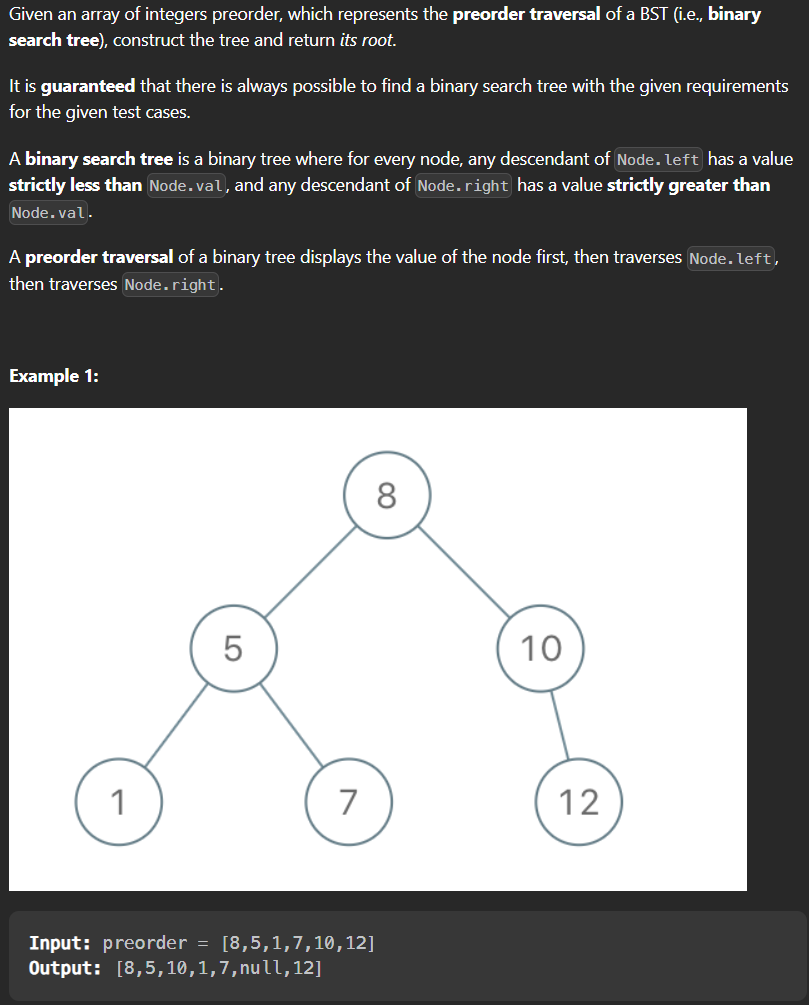 Given an array of integers preorder, which represents the preorder traversal of a BST (i.e., binary
search tree), construct the tree and return its root.
It is guaranteed that there is always possible to find a binary search tree with the given requirements
for the given test cases.
A binary search tree is a binary tree where for every node, any descendant of Node.left has a value
strictly less than Node.val, and any descendant of Node.right has a value strictly greater than
Node.val.
A preorder traversal of a binary tree displays the value of the node first, then traverses Node.left,
then traverses Node.right.
Example 1:
8
5 10
1 7 12
Input: preorder = [8,5,1,7,10,12]
Output: [8,5,10,1,7,null,12]